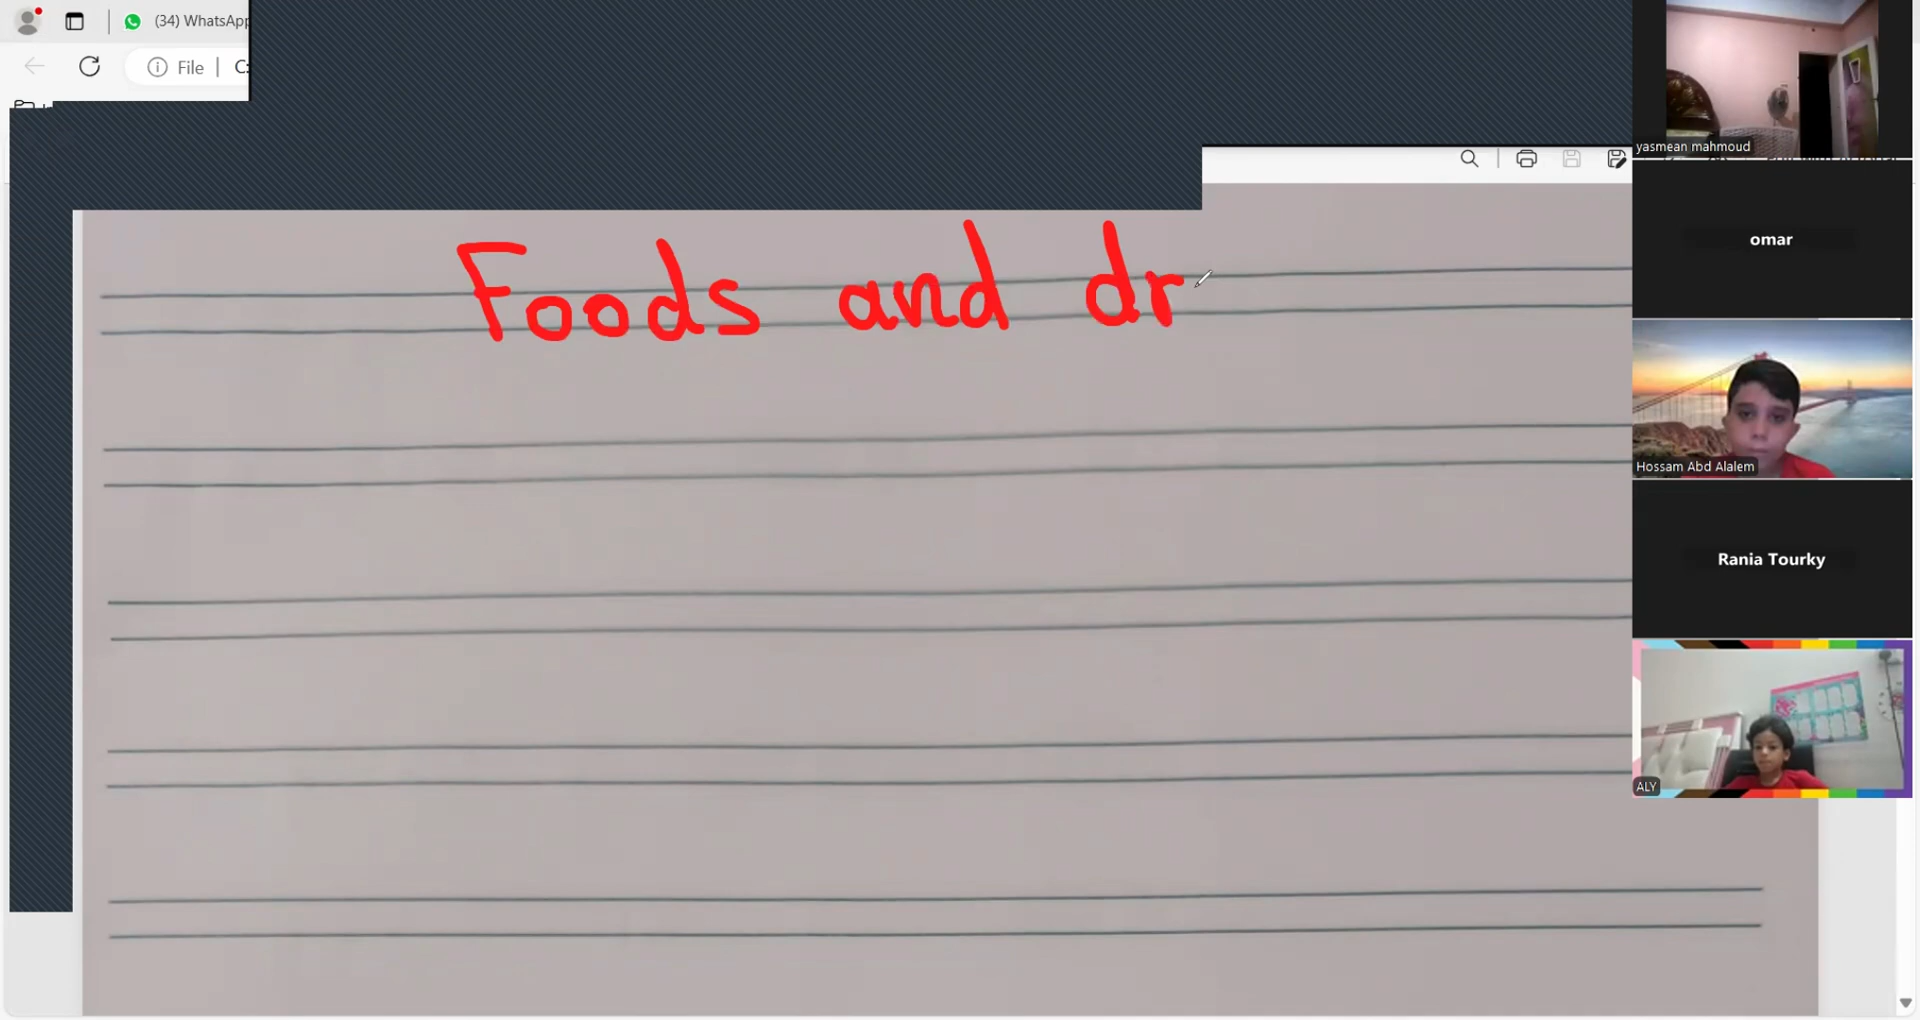 (34) WhatsApp
File
C:
yasmean mahmoud
omar
Foods and dr
Hossam Abd Alalem
Rania Tourky
ALY